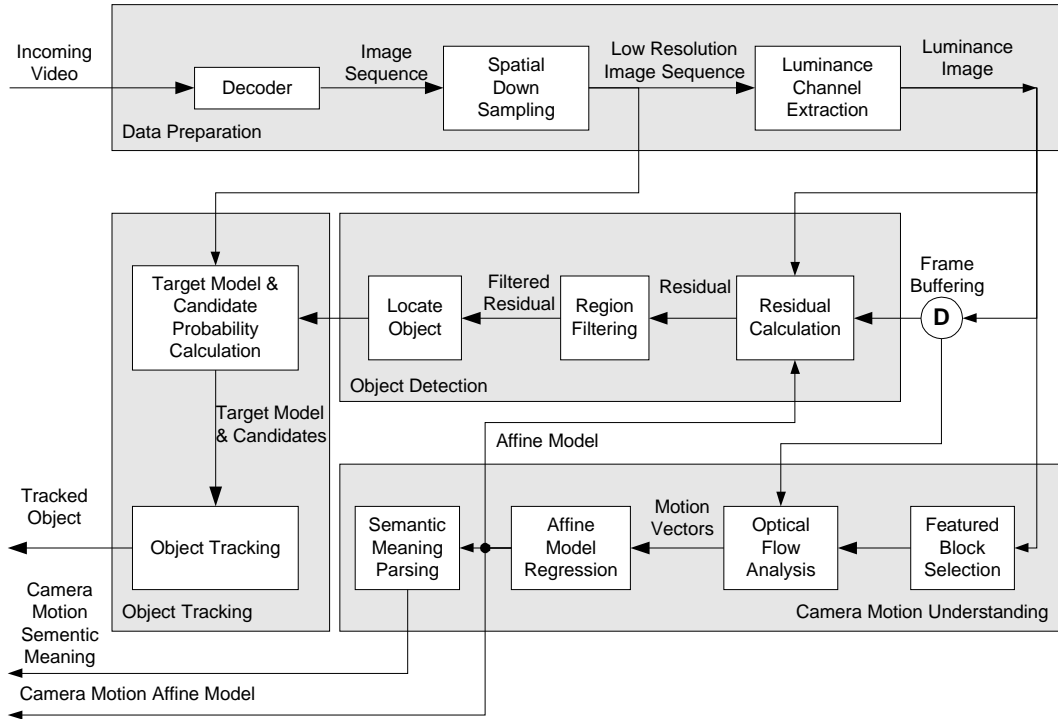 Incoming
Video
Decoder
Image
Sequence
Spatial
Down
Sampling
Low Resolution
Image Sequence
Luminance
Channel
Extraction
Luminance
Image
Data Preparation
Target Model &
Candidate
Probability
Calculation
Locate
Object
Filtered
Residual
Region
Filtering
Residual
Residual
Calculation
Frame
Buffering
D
Object Detection
Target Model
& Candidates
Affine Model
Tracked
Object
Object Tracking
Object Tracking
Semantic
Meaning
Parsing
Affine
Model
Regression
Motion
Vectors
Optical
Flow
Analysis
Featured
Block
Selection
Camera Motion Understanding
Camera
Motion
Sementic
Meaning
Camera Motion Affine Model